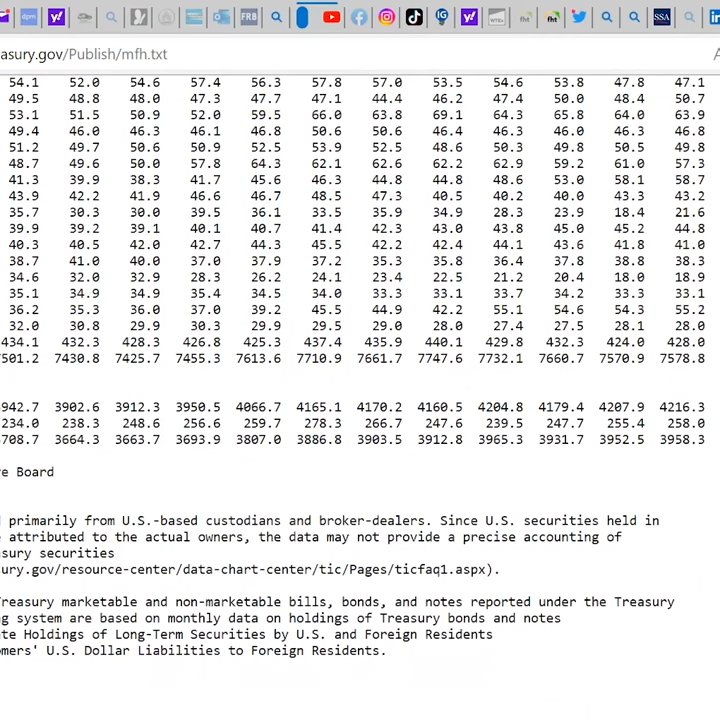 asury.gov/Publish/mfh.txt
54.1 52.0 54.6 57.4 56.3 57.8 57.0 53.5 54.6 53.8 47.8 47.1
49.5 48.8 48.0 47.3 47.7 47.1 44.4 46.2 47.4 50.0 48.4 50.7
53.1 51.5 50.9 52.0 59.5 66.0 63.8 69.1 64.3 65.8 64.0 63.9
49.4 46.0 46.3 46.1 46.8 50.6 50.6 46.4 46.3 46.0 46.3 46.8
51.2 49.7 50.6 50.9 52.5 53.9 52.5 48.6 50.3 49.8 50.5 49.8
48.7 49.6 50.0 57.8 64.3 62.1 62.6 62.2 62.9 59.2 61.0 57.3
41.3 39.9 38.3 41.7 45.6 46.3 44.8 44.8 48.6 53.0 58.1 58.7
43.9 42.2 41.9 46.6 46.7 48.5 47.3 40.5 40.2 40.0 43.3 43.2
35.7 30.3 30.0 39.5 36.1 33.5 35.9 34.9 28.3 23.9 18.4 21.6
39.9 39.2 39.1 40.1 40.7 41.4 42.3 43.0 43.8 45.0 45.2 44.8
40.3 40.5 42.0 42.7 44.3 45.5 42.2 42.4 44.1 43.6 41.8 41.0
38.7 41.0 40.0 37.0 37.9 37.2 35.3 35.8 36.4 37.8 38.8 38.3
34.6 32.0 32.9 28.3 26.2 24.1 23.4 22.5 21.2 20.4 18.0 18.9
35.1 34.9 34.9 35.4 34.5 34.0 33.3 33.1 33.7 34.2 33.3 33.1
36.2 35.3 36.0 37.0 39.2 45.5 44.9 42.2 55.1 54.6 54.3 55.2
32.0 30.8 29.9 30.3 29.9 29.5 29.0 28.0 27.4 27.5 28.1 28.0
434.1 432.3 428.3 426.8 425.3 437.4 435.9 440.1 429.8 432.3 424.0 428.0
7501.2 7430.8 7425.7 7455.3 7613.6 7710.9 7661.7 7747.6 7732.1 7660.7 7570.9 7578.8
3942.7 3902.6 3912.3 3950.5 4066.7 4165.1 4170.2 4160.5 4204.8 4179.4 4207.9 4216.3
234.0 238.3 248.6 256.6 259.7 278.3 266.7 247.6 239.5 247.7 255.4 258.0
3708.7 3664.3 3663.7 3693.9 3807.0 3886.8 3903.5 3912.8 3965.3 3931.7 3952.5 3958.3
ve Board
primarily from U.S.-based custodians and broker-dealers. Since U.S. securities held in
attributed to the actual owners, the data may not provide a precise accounting of
asury securities
sury.gov/resource-center/data-chart-center/tic/Pages/ticfaq1.aspx).
Treasury marketable and non-marketable bills, bonds, and notes reported under the Treasury
ng system are based on monthly data on holdings of Treasury bonds and notes
ate Holdings of Long-Term Securities by U.S. and Foreign Residents
omers' U.S. Dollar Liabilities to Foreign Residents.